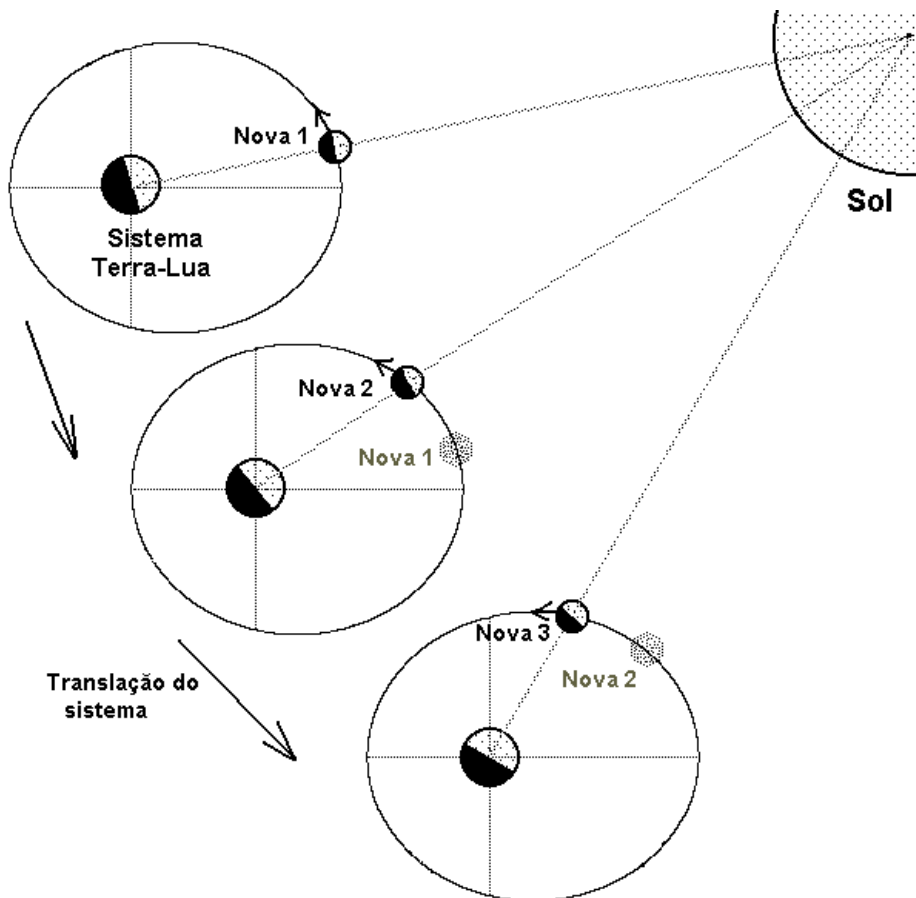 Nova 1
Sol
Sistema
Terra-Lua
Nova 2
Nova 1
Nova 3
Nova 2
Translação do
sistema